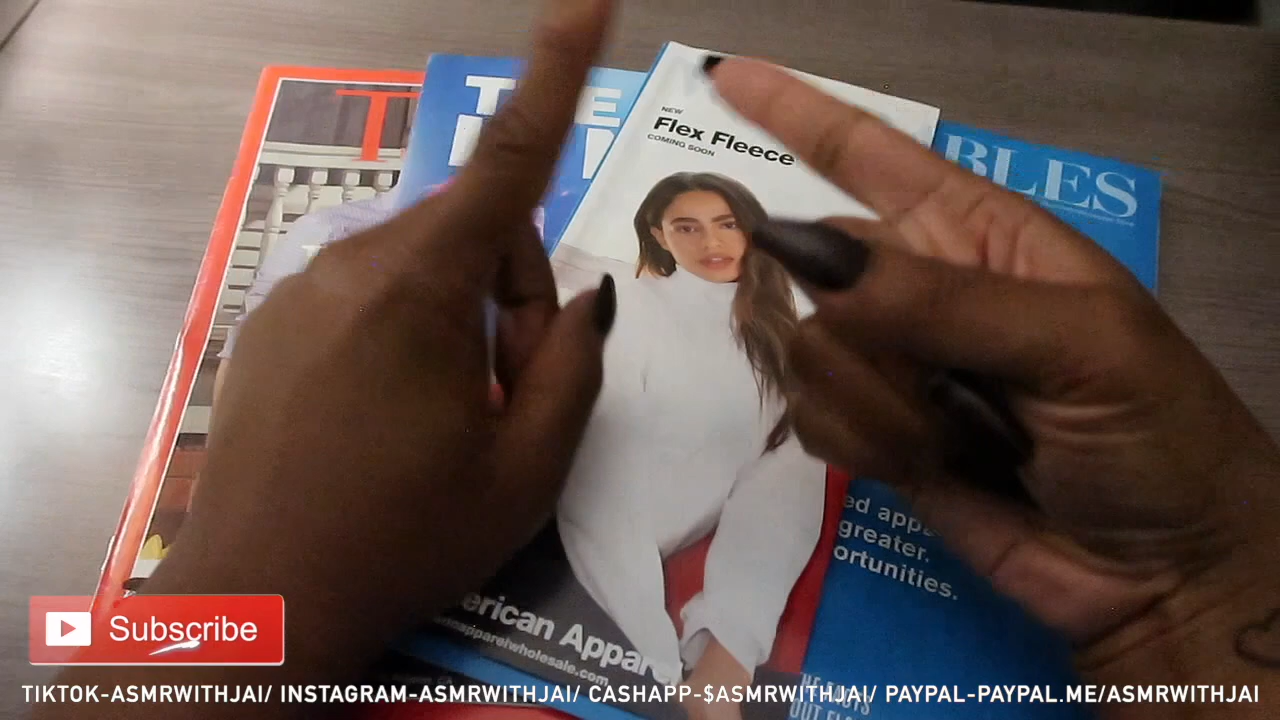 T
NEW
Flex Fleece
COMING SOON
BLES
ed appa
greater.
ortunities.
erican Apparel
apparelwholesale.com
Subscribe
TIKTOK-ASMRWITHJAI/ INSTAGRAM-ASMRWITHJAI/ CASHAPP-$ASMRWITHJAI/ PAYPAL-PAYPAL.ME/ASMRWITHJAI